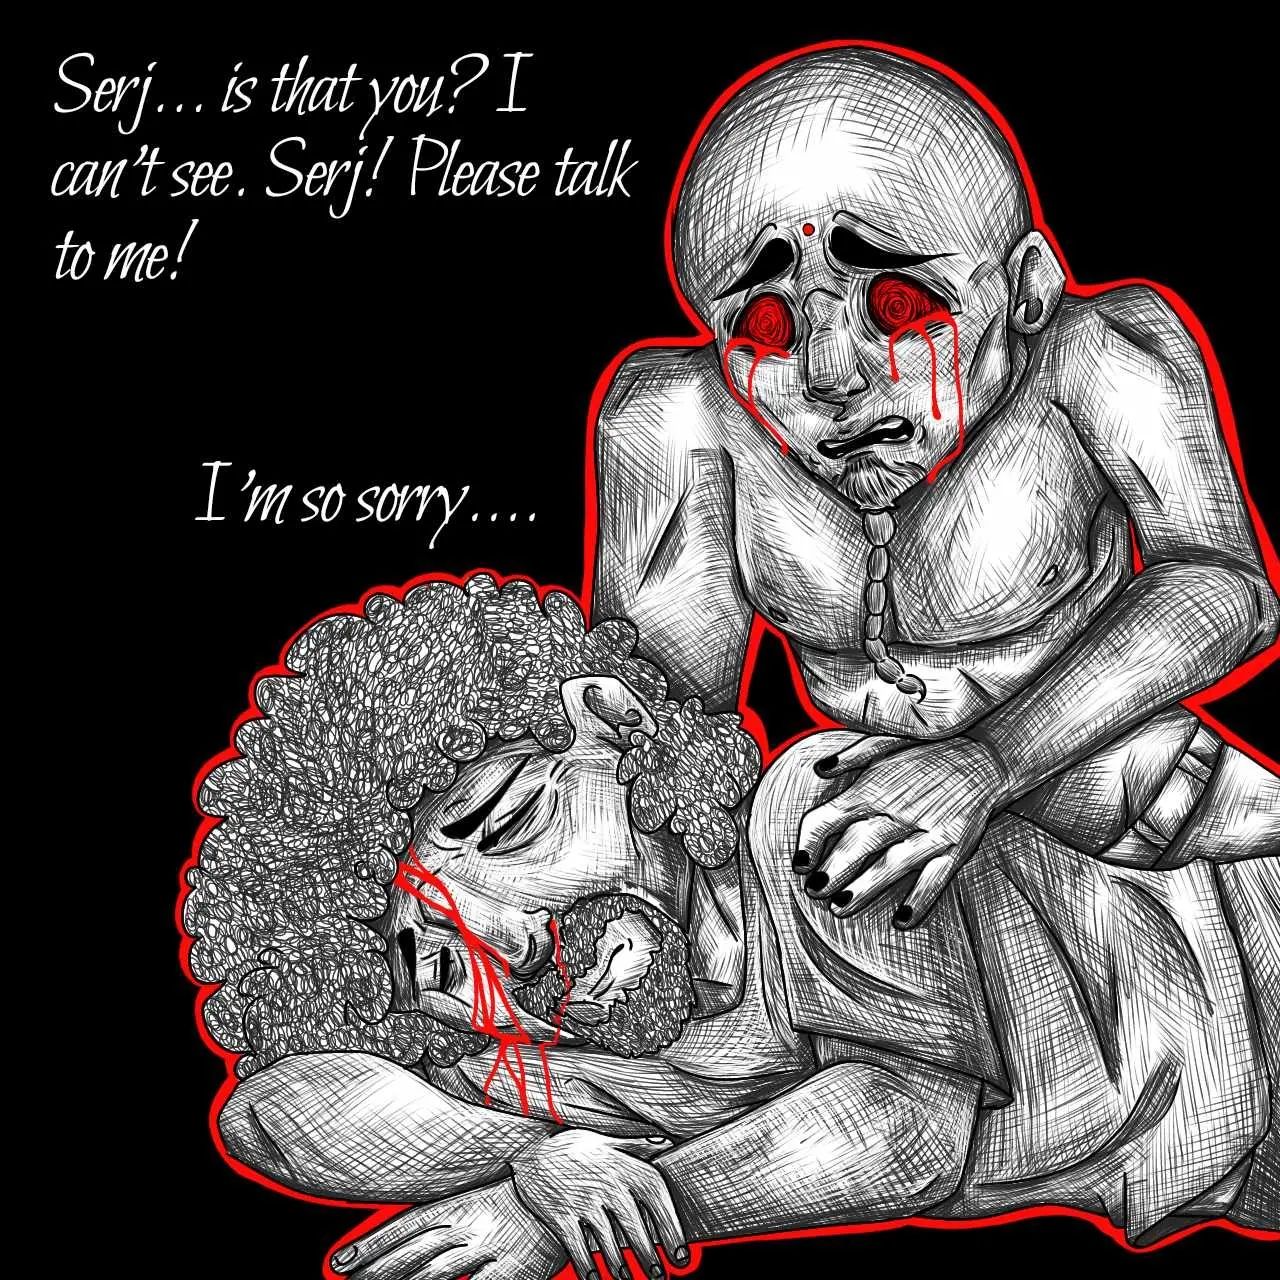 Serj... is that you? I
can't see. Serj! Please talk
to me!
I'm so sorry....